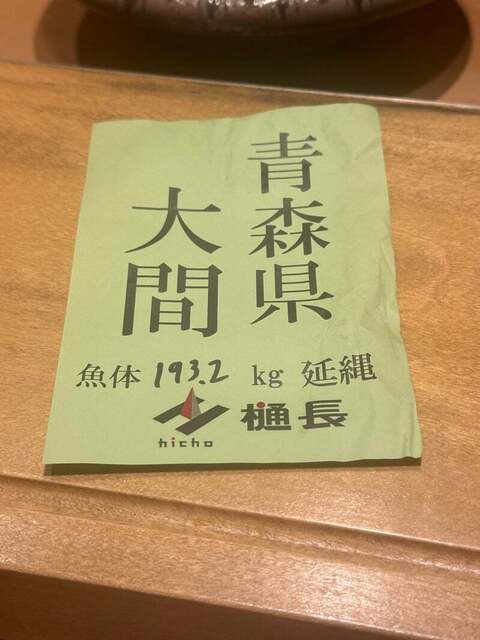 青森県
大間
魚体 193.2 kg 延縄
hicho 樋長